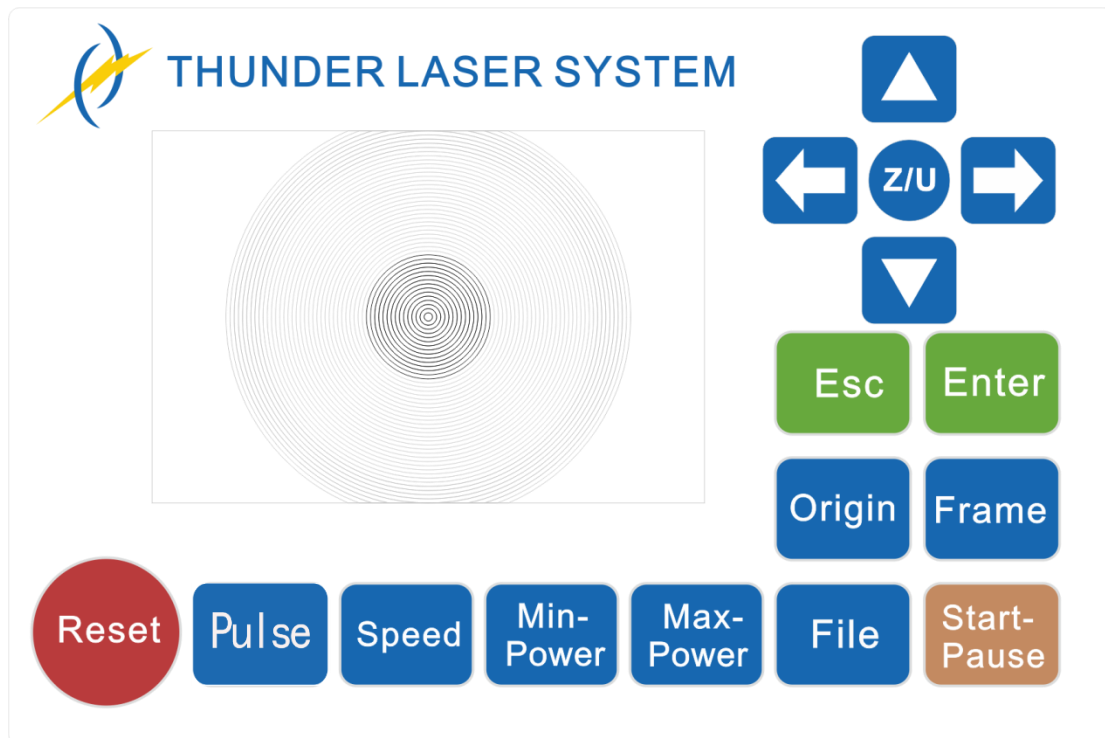 THUNDER LASER SYSTEM
Z/U
Esc
Enter
Origin
Frame
Reset
Pulse
Speed
Min-
Power
Max-
Power
File
Start-
Pause